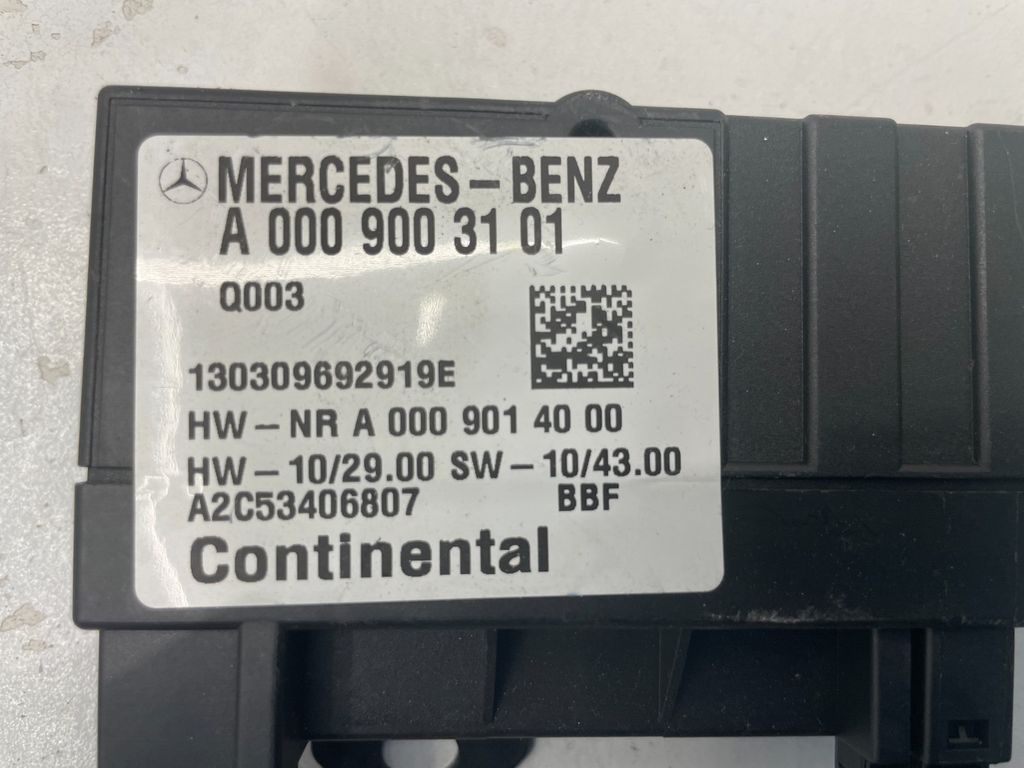 MERCEDES-BENZ
A 000 900 31 01
Q003
130309692919E
HW-NR A 000 901 40 00
HW-10/29.00 SW-10/43.00
A2C53406807 BBF
Continental